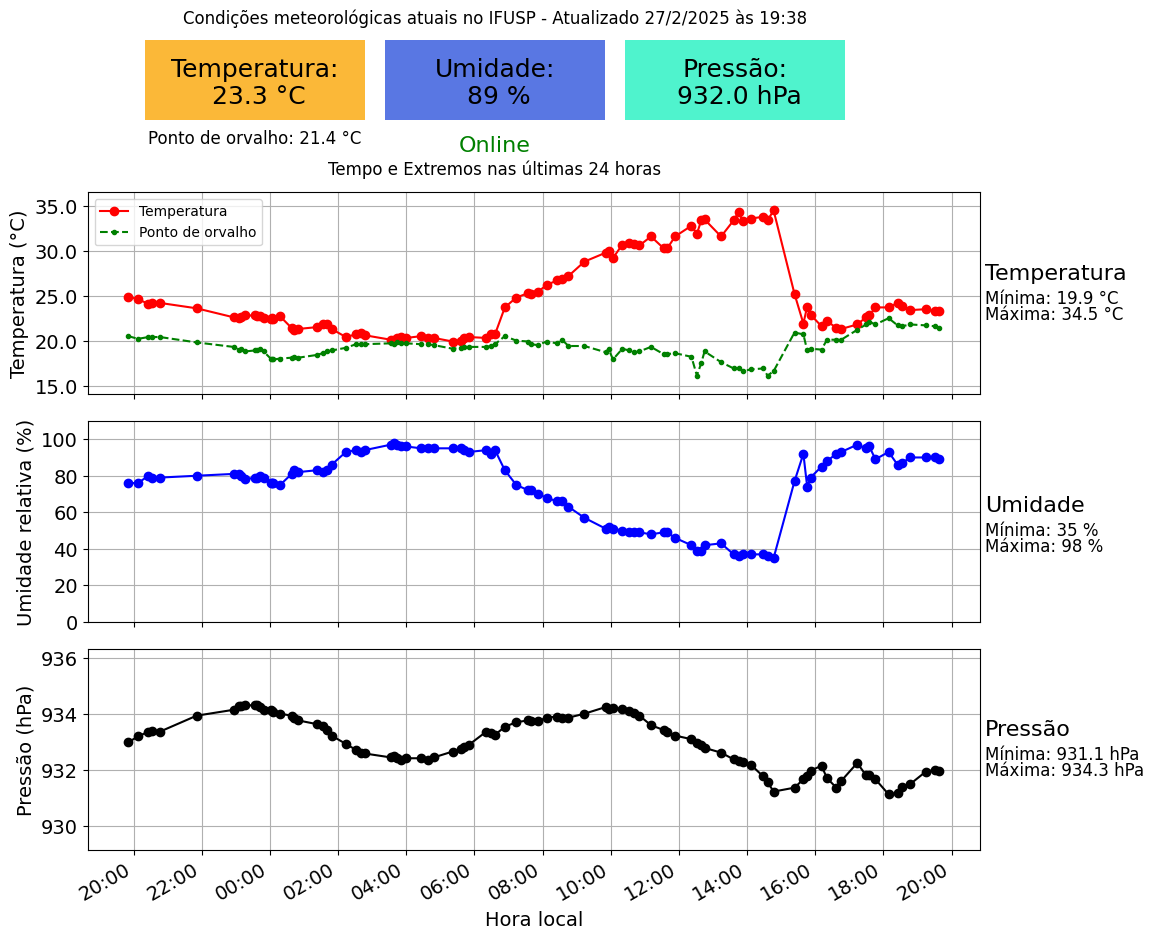 Condições meteorológicas atuais no IFUSP - Atualizado 27/2/2025 às 19:38
Temperatura:
23.3 °C
Umidade:
89 %
Pressão:
932.0 hPa
Ponto de orvalho: 21.4 °C
Online
Tempo e Extremos nas últimas 24 horas
Temperatura (°C)
35.0
30.0
25.0
20.0
15.0
Temperatura
Ponto de orvalho
Temperatura
Mínima: 19.9 °C
Máxima: 34.5 °C
Umidade relativa (%)
100
80
60
40
20
0
Umidade
Mínima: 35 %
Máxima: 98 %
Pressão (hPa)
936
934
932
930
Pressão
Mínima: 931.1 hPa
Máxima: 934.3 hPa
20:00 22:00 00:00 02:00 04:00 06:00 08:00 10:00 12:00 14:00 16:00 18:00 20:00
Hora local